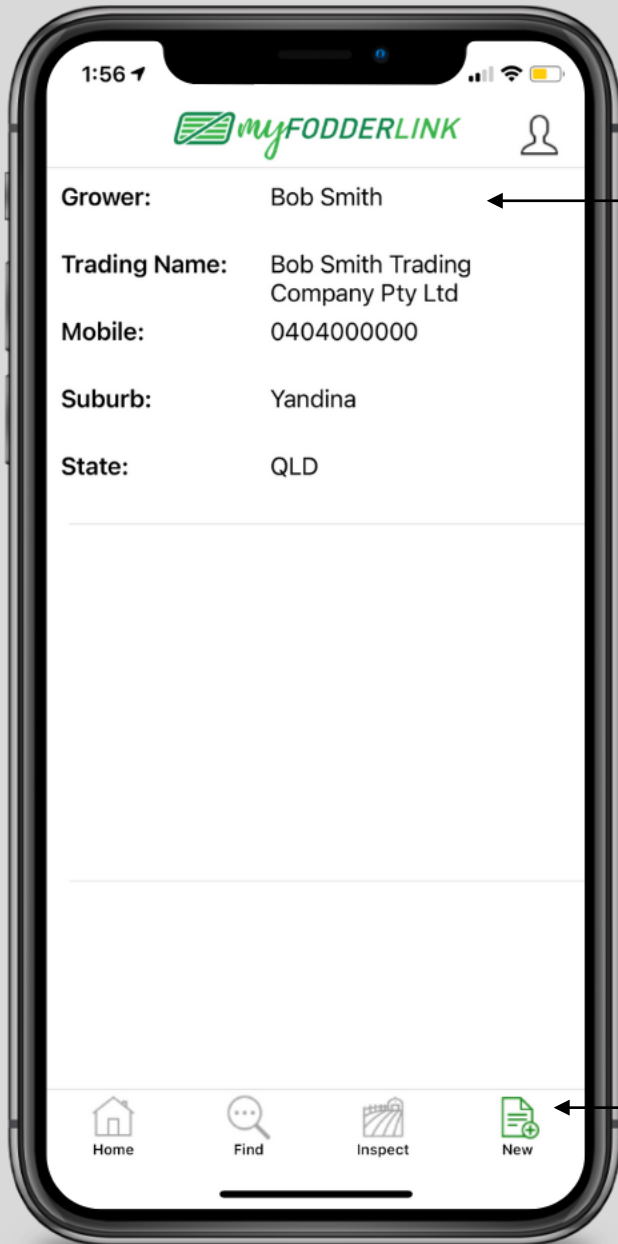 1:56
myFODDERLINK
Grower: Bob Smith
Trading Name: Bob Smith Trading
Company Pty Ltd
Mobile: 0404000000
Suburb: Yandina
State: QLD
Home Find Inspect New